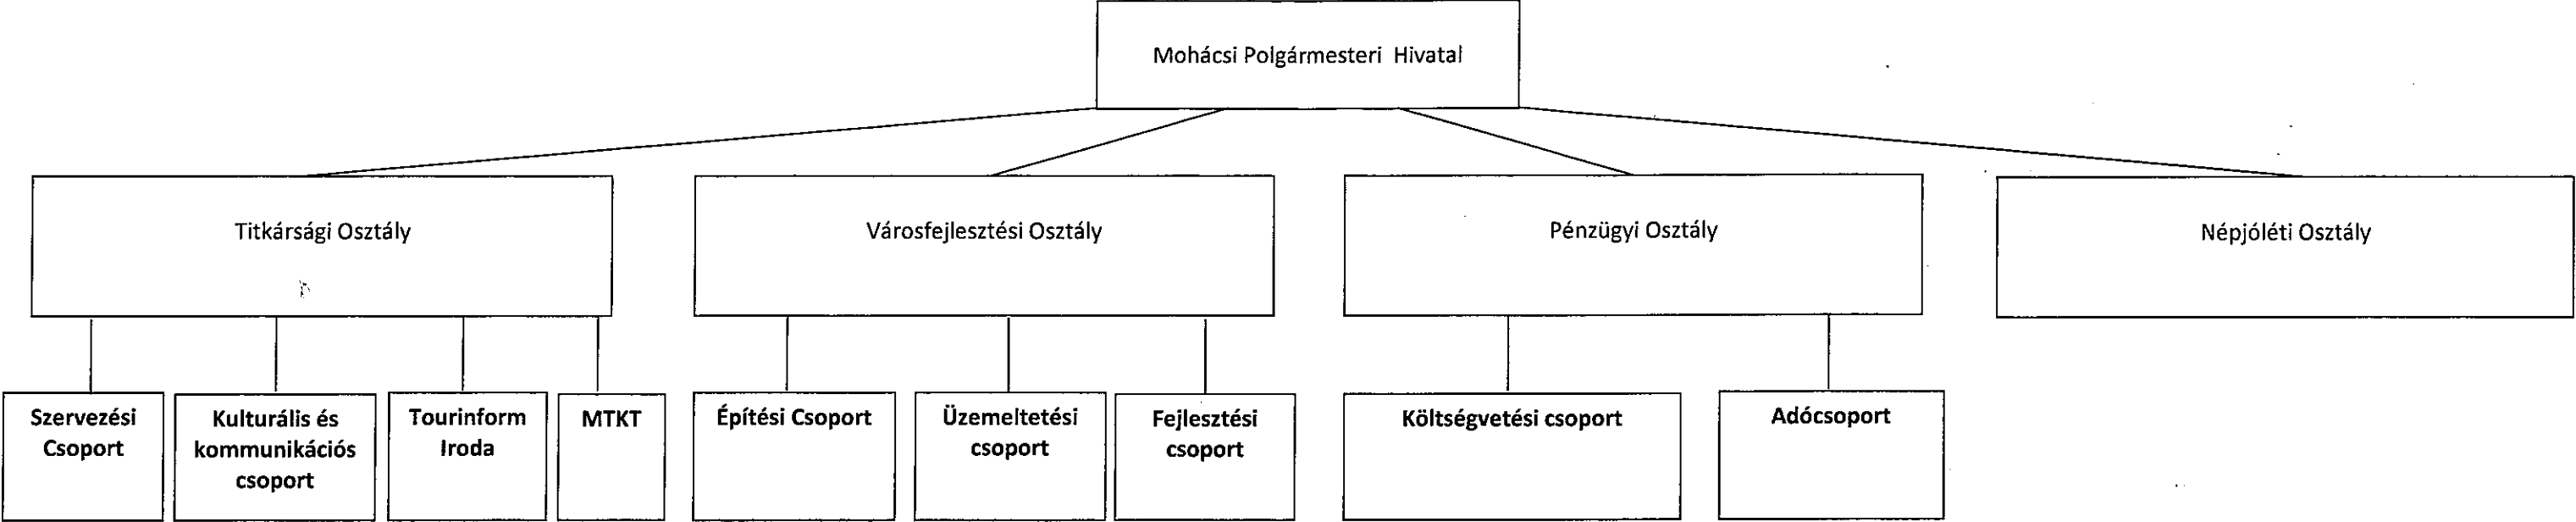 Mohácsi Polgármesteri Hivatal
Titkársági Osztály
Városfejlesztési Osztály
Pénzügyi Osztály
Népjóléti Osztály
Szervezési
Csoport
Kulturális és
kommunikációs
csoport
Tourinform
Iroda
MTKT
Építési Csoport
Üzemeltetési
csoport
Fejlesztési
csoport
Költségvetési csoport
Adócsoport